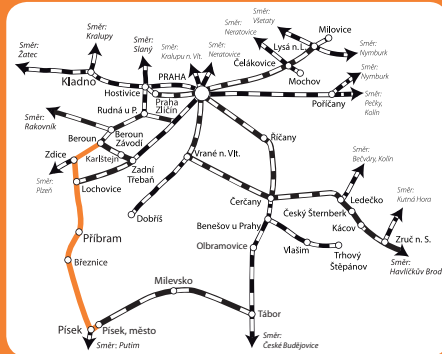 Směr:
Žatec
Směr:
Kralupy
Směr:
Slaný
Směr:
Kralupu n. Vlt.
Směr:
Neratovice
Směr:
Neratovice
Směr:
Všetaty
Milovice
Lysá n.L.
Směr:
Nymburk
Čelákovice
Mochov
Směr:
Nymburk
Kladno
Hostivice
PRAHA
Praha
Zličín
Poříčany
Směr:
Pečky,
Kolín
Rudná u P.
Směr:
Rakovník
Beroun
Beroun
Závodí
Říčany
Zdice
Karlštejn
Zadní
Třebaň
Vrané n. Vlt.
Směr:
Bečváry, Kolín
Směr:
Plzeň
Lochovice
Směr:
Kutná Hora
Čerčany
Ledečko
Český Šternberk
Dobříš
Benešov u Prahy
Kácov
Příbram
Olbramovice
Vlašim
Trhový
Štěpánov
Zruč n. S.
Směr:
Havlíčkův Brod
Březnice
Milevsko
Písek
Písek, město
Tábor
Směr: Putim
Směr:
České Budějovice